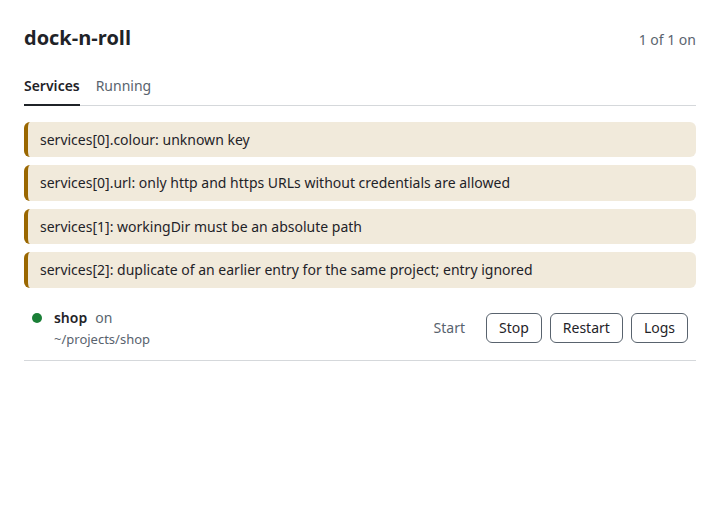 dock-n-roll
1 of 1 on
Services Running
services[0].colour: unknown key
services[0].url: only http and https URLs without credentials are allowed
services[1]: workingDir must be an absolute path
services[2]: duplicate of an earlier entry for the same project; entry ignored
shop on
~/projects/shop
Start Stop Restart Logs